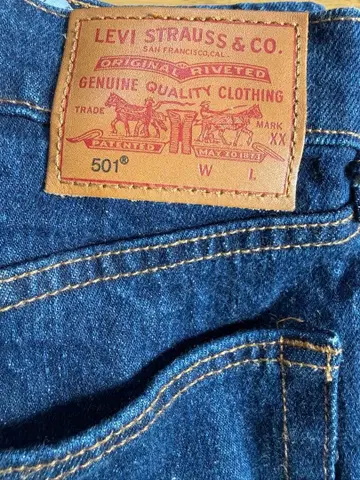 LEVI STRAUSS & CO.
SAN FRANCISCO, CAL.
ORIGINAL RIVETED
GENUINE QUALITY CLOTHING
TRADE MARK
XX
PATENTED MAY 20 1873
501® W L